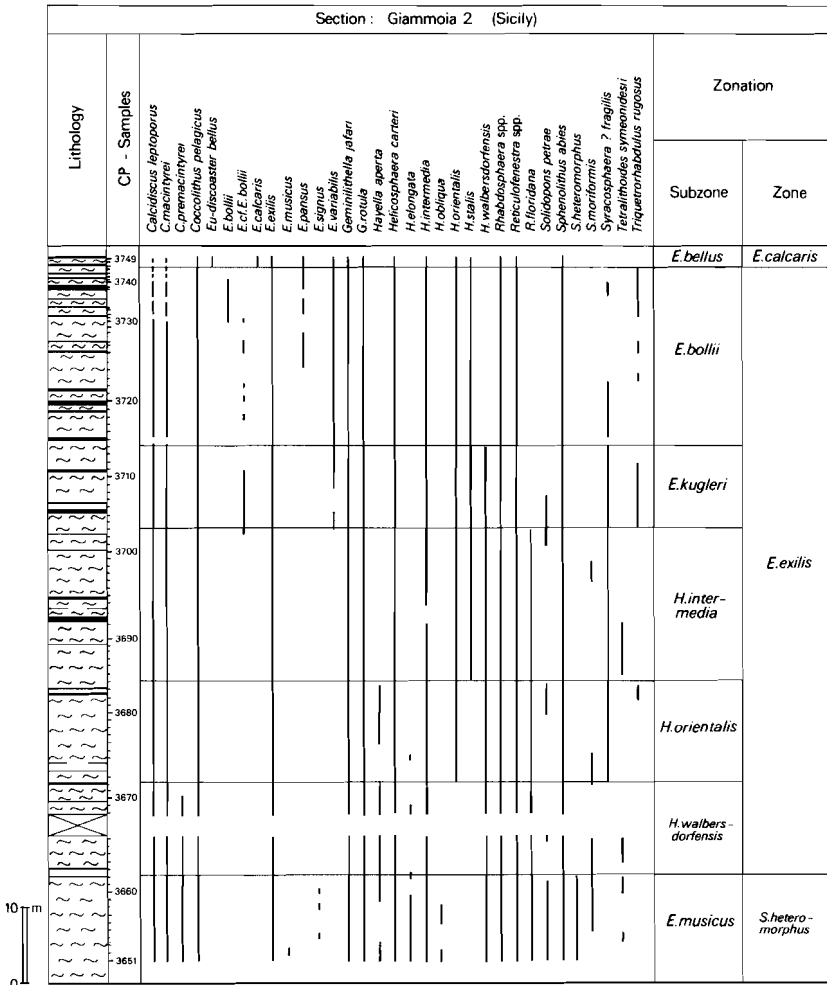 Section : Giammoia 2 (Sicily)
Lithology
CP - Samples
Calcidiscus leptoporus
C.macintyrei
C.premacintyrei
Coccolithus pelagicus
Eu-discoaster bellus
E.bollii
E.cf.E.bollii
E.calcaris
E.exilis
E.musicus
E.pansus
E.signus
E.variabilis
Geminilithella jafari
G.rotula
Hayella aperta
Helicosphaera carteri
H.elongata
H.intermedia
H.obliqua
H.orientalis
H.stalis
H.walbersdorfensis
Rhabdosphaera spp.
Reticulofenestra spp.
R.floridana
Solidopons petrae
Sphenolithus abies
S.heteromorphus
S.moriformis
Syracosphaera ? fragilis
Tetralithoides symeonidesii
Triquetrorhabdulus rugosus
Zonation
Subzone
Zone
3749
3740
3730
3720
3710
3700
3690
3680
3670
3660
3651
E.bellus
E.calcaris
E.bollii
E.kugleri
E.exilis
H.inter-
media
H.orientalis
H.walbers-
dorfensis
E.musicus
S.hetero-
morphus
10 m
0